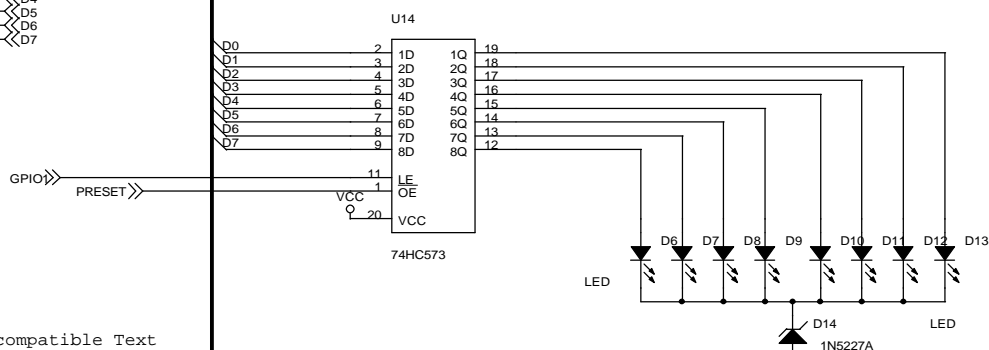 D4
D5
D6
D7
U14
D0 2 1D 1Q 19
D1 3 2D 2Q 18
D2 4 3D 3Q 17
D3 5 4D 4Q 16
D4 6 5D 5Q 15
D5 7 6D 6Q 14
D6 8 7D 7Q 13
D7 9 8D 8Q 12
GPIO1 11 LE
PRESET 1 OE
VCC
20 VCC
74HC573
D6 D7 D8 D9 D10 D11 D12 D13
LED
D14 LED
1N5227A
compatible Text